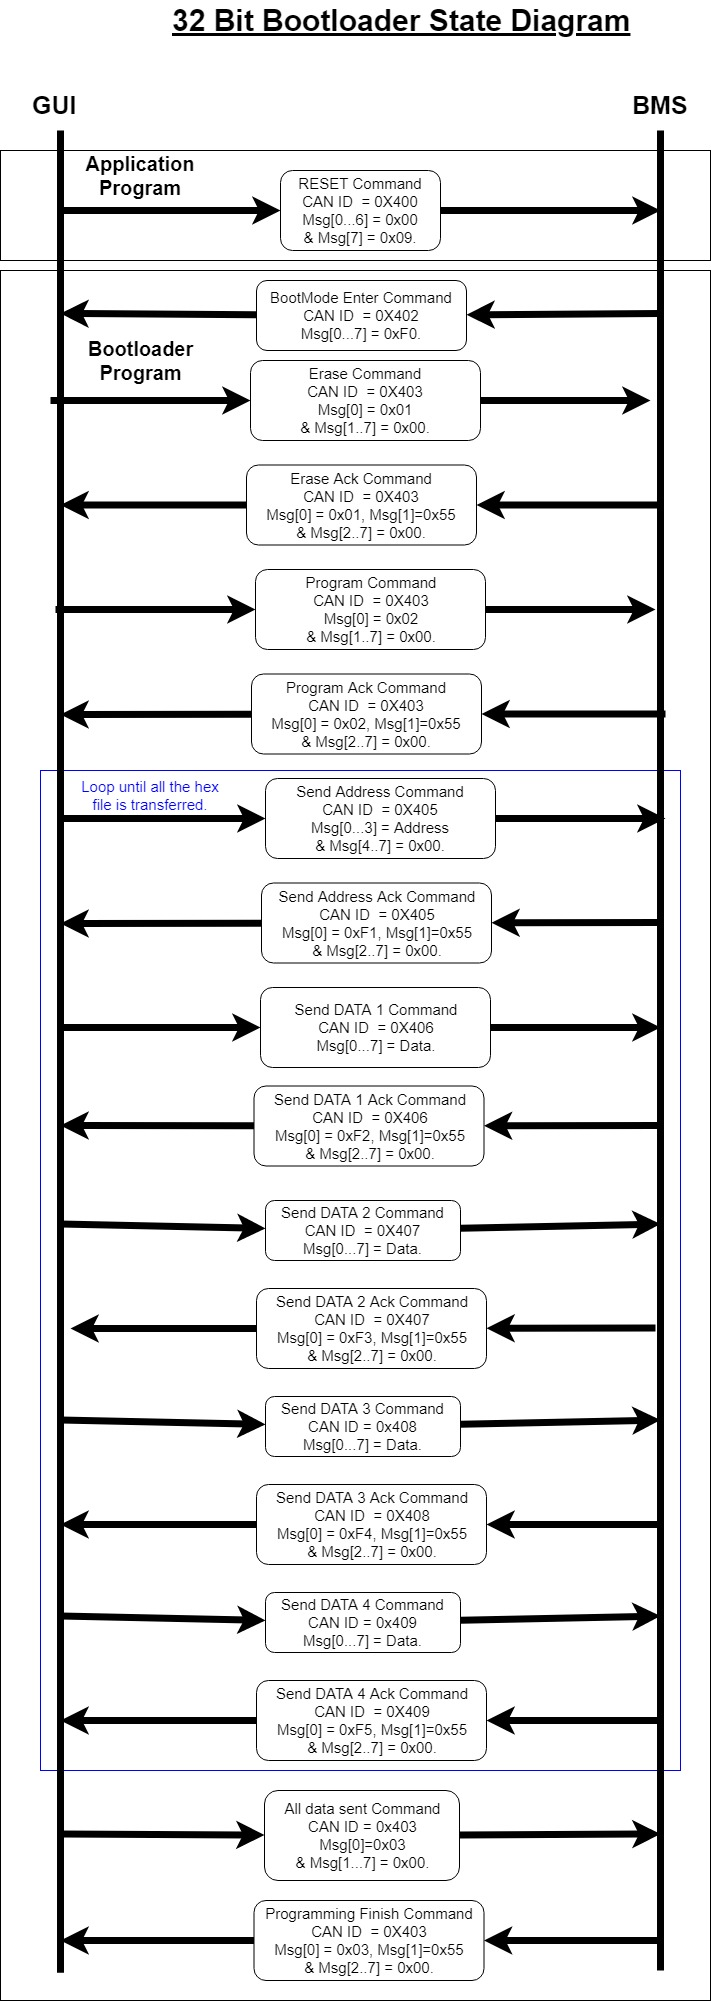 32 Bit Bootloader State Diagram
GUI
BMS
Application
Program
RESET Command
CAN ID = 0X400
Msg[0...6] = 0x00
& Msg[7] = 0x09.
BootMode Enter Command
CAN ID = 0X402
Msg[0...7] = 0xF0.
Bootloader
Program
Erase Command
CAN ID = 0X403
Msg[0] = 0x01
& Msg[1..7] = 0x00.
Erase Ack Command
CAN ID = 0X403
Msg[0] = 0x01, Msg[1]=0x55
& Msg[2..7] = 0x00.
Program Command
CAN ID = 0X403
Msg[0] = 0x02
& Msg[1..7] = 0x00.
Program Ack Command
CAN ID = 0X403
Msg[0] = 0x02, Msg[1]=0x55
& Msg[2..7] = 0x00.
Loop until all the hex
file is transferred.
Send Address Command
CAN ID = 0X405
Msg[0...3] = Address
& Msg[4..7] = 0x00.
Send Address Ack Command
CAN ID = 0X405
Msg[0] = 0xF1, Msg[1]=0x55
& Msg[2..7] = 0x00.
Send DATA 1 Command
CAN ID = 0X406
Msg[0...7] = Data.
Send DATA 1 Ack Command
CAN ID = 0X406
Msg[0] = 0xF2, Msg[1]=0x55
& Msg[2..7] = 0x00.
Send DATA 2 Command
CAN ID = 0X407
Msg[0...7] = Data.
Send DATA 2 Ack Command
CAN ID = 0X407
Msg[0] = 0xF3, Msg[1]=0x55
& Msg[2..7] = 0x00.
Send DATA 3 Command
CAN ID = 0x408
Msg[0...7] = Data.
Send DATA 3 Ack Command
CAN ID = 0X408
Msg[0] = 0xF4, Msg[1]=0x55
& Msg[2..7] = 0x00.
Send DATA 4 Command
CAN ID = 0x409
Msg[0...7] = Data.
Send DATA 4 Ack Command
CAN ID = 0X409
Msg[0] = 0xF5, Msg[1]=0x55
& Msg[2..7] = 0x00.
All data sent Command
CAN ID = 0x403
Msg[0]=0x03
& Msg[1...7] = 0x00.
Programming Finish Command
CAN ID = 0X403
Msg[0] = 0x03, Msg[1]=0x55
& Msg[2..7] = 0x00.